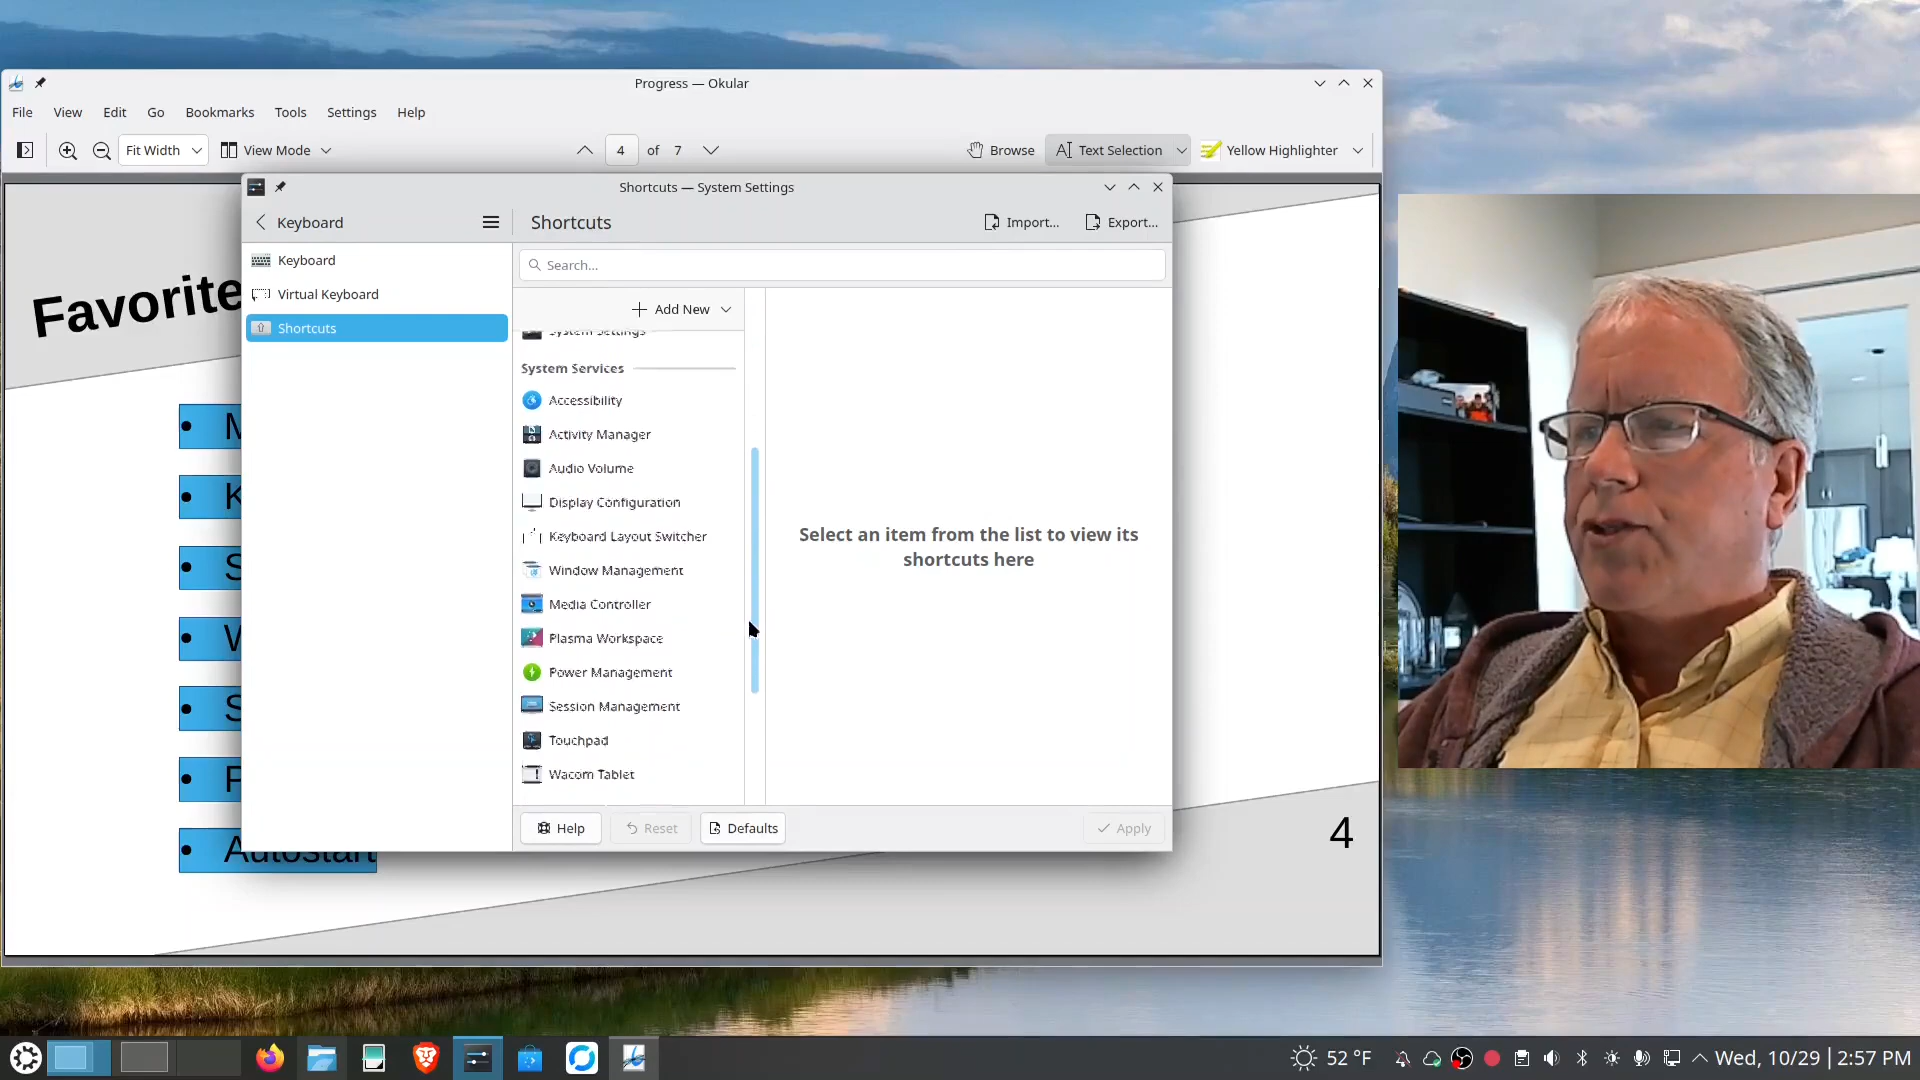 Progress — Okular
File View Edit Go Bookmarks Tools Settings Help
Fit Width View Mode 4 of 7 Browse Text Selection Yellow Highlighter
Shortcuts — System Settings
Keyboard Shortcuts Import... Export...
Keyboard
Virtual Keyboard
Shortcuts
Search...
Add New
System Settings
System Services
Accessibility
Activity Manager
Audio Volume
Display Configuration
Keyboard Layout Switcher
Window Management
Media Controller
Plasma Workspace
Power Management
Session Management
Touchpad
Wacom Tablet
Select an item from the list to view its
shortcuts here
Help Reset Defaults Apply
Favorite
• M
• K
• S
• W
• S
• Autostart
4
52 °F Wed, 10/29 2:57 PM